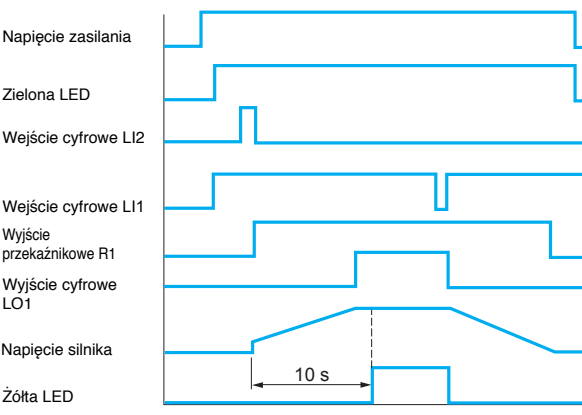 Napięcie zasilania
Zielona LED
Wejście cyfrowe LI2
Wejście cyfrowe LI1
Wyjście
przekaźnikowe R1
Wyjście cyfrowe
LO1
Napięcie silnika
10 s
Żółta LED